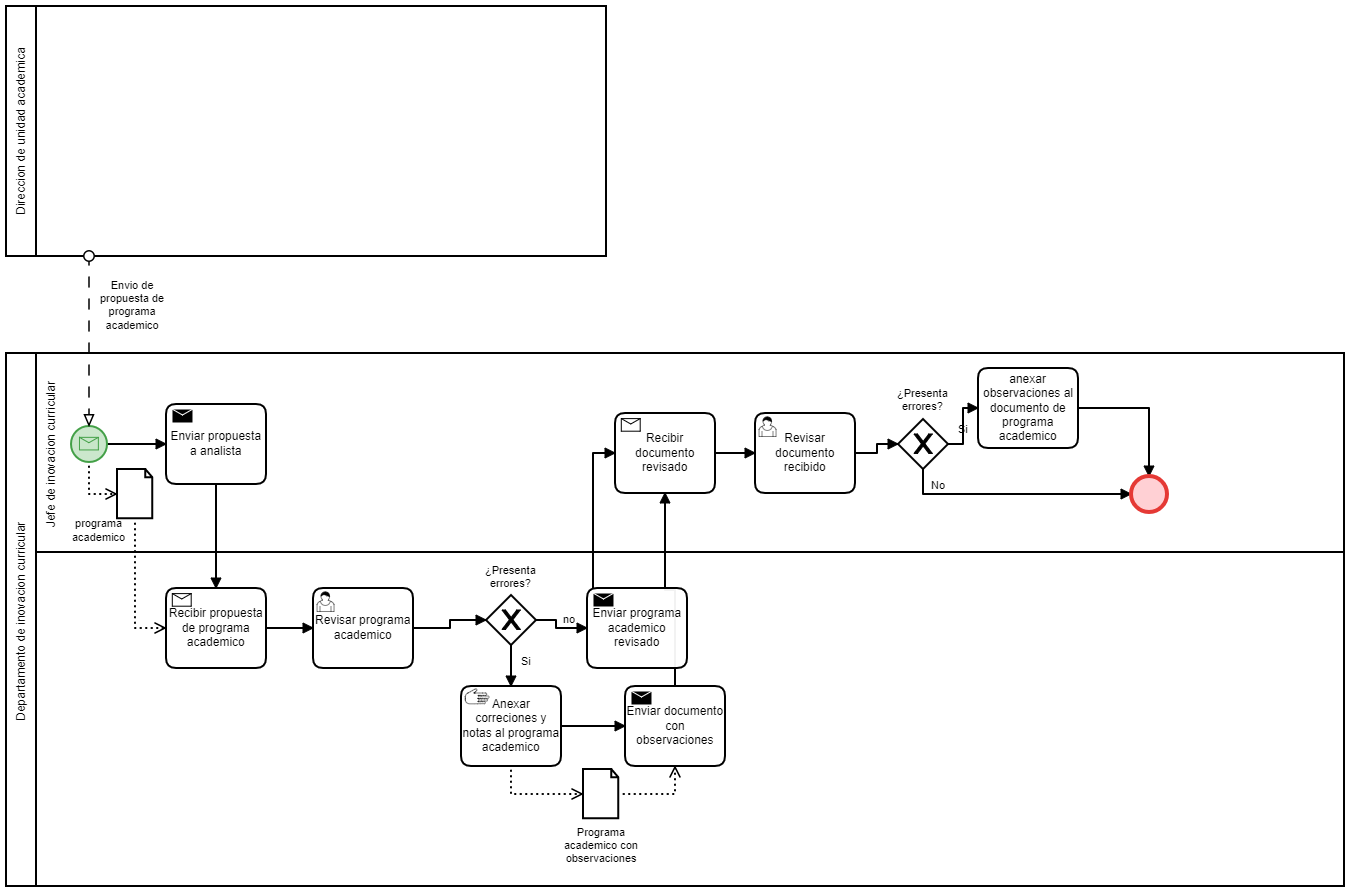 Direccion de unidad academica
Envio de
propuesta de
programa
academico
Departamento de inovacion curricular
Jefe de inovacion curricular
Enviar propuesta
a analista
programa
academico
Recibir
documento
revisado
Revisar
documento
recibido
¿Presenta
errores?
Si
No
anexar
observaciones al
documento de
programa
academico
Recibir propuesta
de programa
academico
Revisar programa
academico
¿Presenta
errores?
no
Si
Enviar programa
academico
revisado
Anexar
correciones y
notas al programa
academico
Enviar documento
con
observaciones
Programa
academico con
observaciones